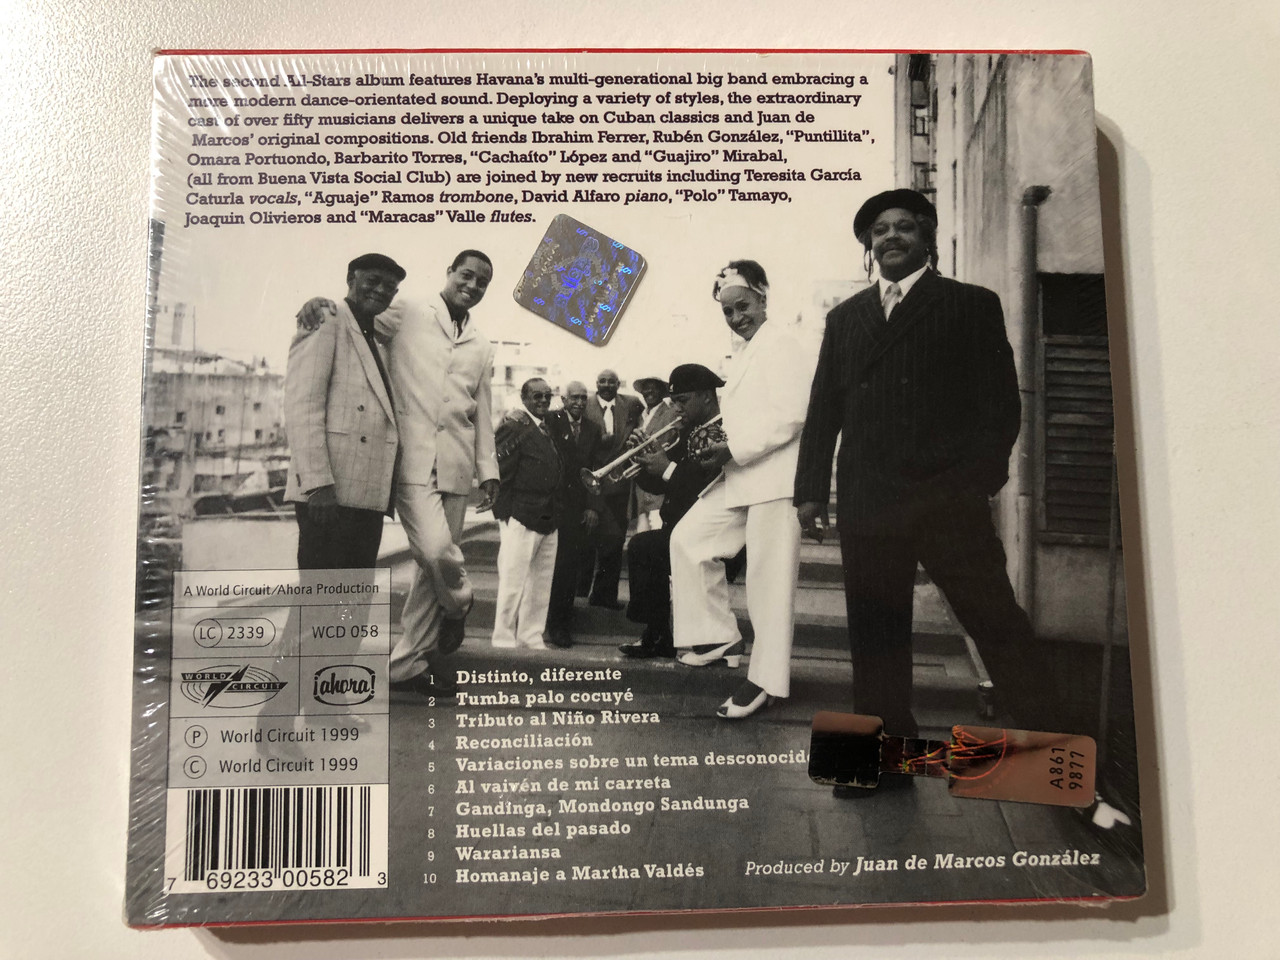 The second All-Stars album features Havana's multi-generational big band embracing a
more modern dance-orientated sound. Deploying a variety of styles, the extraordinary
cast of over fifty musicians delivers a unique take on Cuban classics and Juan de
Marcos' original compositions. Old friends Ibrahim Ferrer, Rubén González, "Puntillita",
Omara Portuondo, Barbarito Torres, "Cachaíto" López and "Guajiro" Mirabal,
(all from Buena Vista Social Club) are joined by new recruits including Teresita García
Caturla vocals, "Aguaje" Ramos trombone, David Alfaro piano, "Polo" Tamayo,
Joaquin Olivieros and "Maracas" Valle flutes.
A World Circuit/Ahora Production
LC 2339
WCD 058
WORLD CIRCUIT
¡ahora!
P World Circuit 1999
C World Circuit 1999
7 69233 00582 3
1 Distinto, diferente
2 Tumba palo cocuyé
3 Tributo al Niño Rivera
4 Reconciliación
5 Variaciones sobre un tema desconocido
6 Al vaivén de mi carreta
7 Gandinga, Mondongo Sandunga
8 Huellas del pasado
9 Warariansa
10 Homenaje a Martha Valdés
Produced by Juan de Marcos González
A861
9877